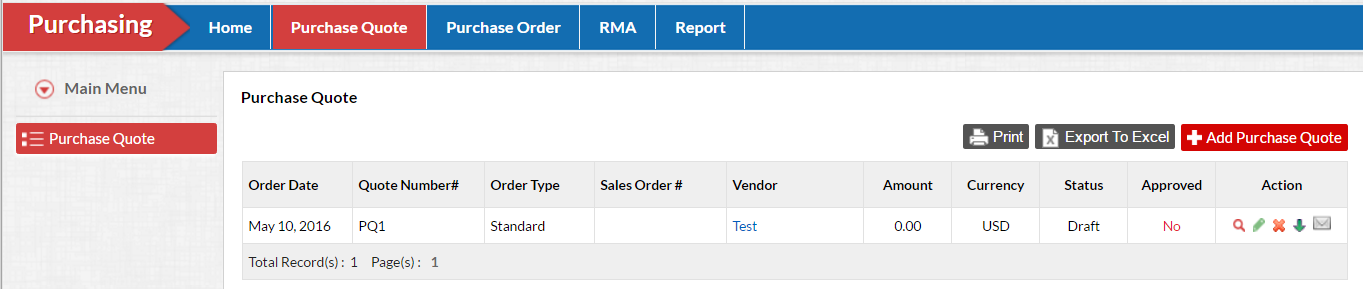 Purchasing Home Purchase Quote Purchase Order RMA Report
Main Menu
Purchase Quote
Purchase Quote
Print Export To Excel Add Purchase Quote
Order Date Quote Number# Order Type Sales Order # Vendor Amount Currency Status Approved Action
May 10, 2016 PQ1 Standard Test 0.00 USD Draft No
Total Record(s) : 1 Page(s) : 1